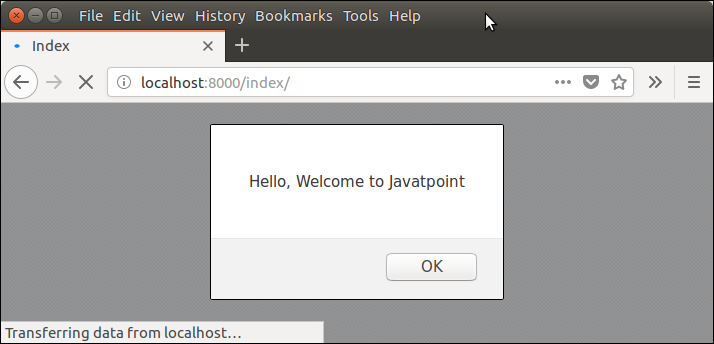 File Edit View History Bookmarks Tools Help
Index
localhost:8000/index/
Hello, Welcome to Javatpoint
OK
Transferring data from localhost…